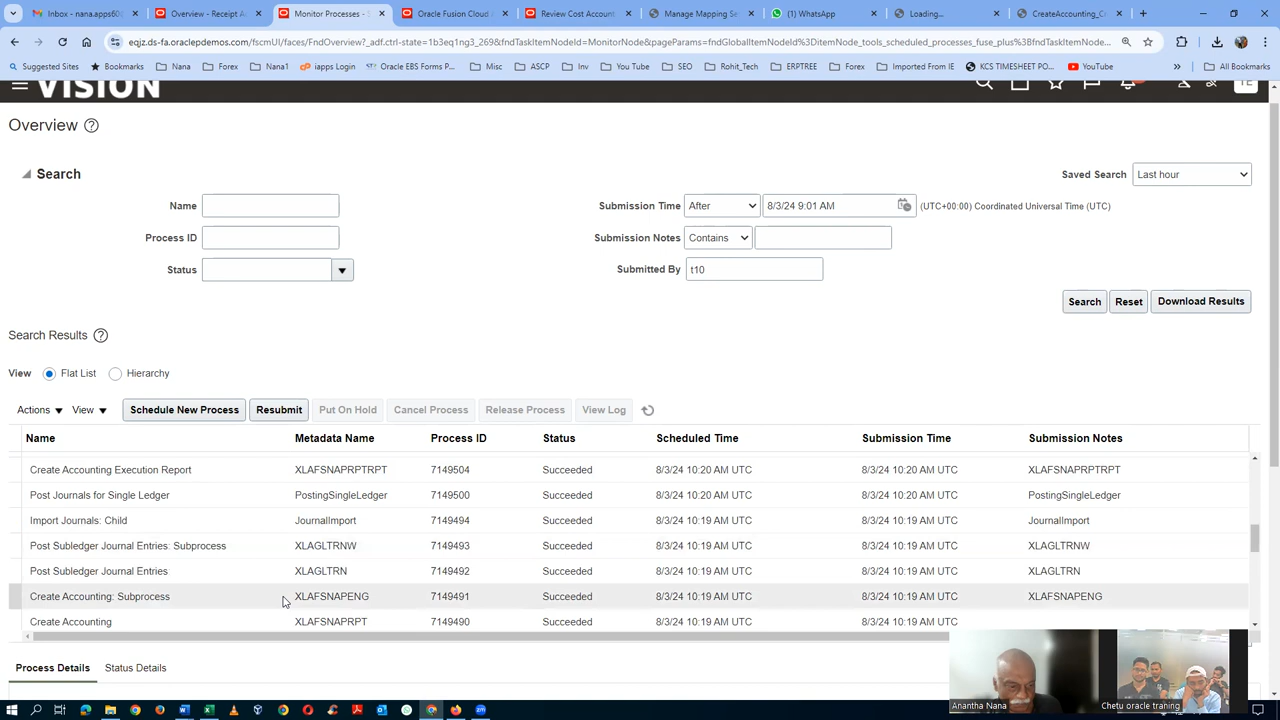 Inbox - nana.apps60@
Overview - Receipt A
Monitor Processes - S
Oracle Fusion Cloud A
Review Cost Account
Manage Mapping Se
(1) WhatsApp
Loading...
CreateAccounting_C
eqjz.ds-fa.oraclepdemos.com/fscmUI/faces/FndOverview?_adf.ctrl-state=1b3eq1ng3_269&fndTaskItemNodeId=MonitorNode&pageParams=fndGlobalItemNodeId%3DitemNode_tools_scheduled_processes_fuse_plus%3BfndTaskItemNod...
Suggested Sites Bookmarks Nana Forex Nana1 iapps Login Oracle EBS Forms P... Misc ASCP Inv You Tube SEO Rohit_Tech ERPTREE Forex Imported From IE KCS TIMESHEET PO... YouTube » All Bookmarks
VISION
Overview
Search
Saved Search Last hour
Name
Submission Time After 8/3/24 9:01 AM (UTC+00:00) Coordinated Universal Time (UTC)
Process ID
Submission Notes Contains
Status
Submitted By t10
Search Reset Download Results
Search Results
View Flat List Hierarchy
Actions View Schedule New Process Resubmit Put On Hold Cancel Process Release Process View Log
Name Metadata Name Process ID Status Scheduled Time Submission Time Submission Notes
Create Accounting Execution Report XLAFSNAPRPTRPT 7149504 Succeeded 8/3/24 10:20 AM UTC 8/3/24 10:20 AM UTC XLAFSNAPRPTRPT
Post Journals for Single Ledger PostingSingleLedger 7149500 Succeeded 8/3/24 10:20 AM UTC 8/3/24 10:20 AM UTC PostingSingleLedger
Import Journals: Child JournalImport 7149494 Succeeded 8/3/24 10:19 AM UTC 8/3/24 10:19 AM UTC JournalImport
Post Subledger Journal Entries: Subprocess XLAGLTRNW 7149493 Succeeded 8/3/24 10:19 AM UTC 8/3/24 10:19 AM UTC XLAGLTRNW
Post Subledger Journal Entries XLAGLTRN 7149492 Succeeded 8/3/24 10:19 AM UTC 8/3/24 10:19 AM UTC XLAGLTRN
Create Accounting: Subprocess XLAFSNAPENG 7149491 Succeeded 8/3/24 10:19 AM UTC 8/3/24 10:19 AM UTC XLAFSNAPENG
Create Accounting XLAFSNAPRPT 7149490 Succeeded 8/3/24 10:19 AM UTC 8/3/24 10:19 AM UTC
Process Details Status Details
Anantha Nana
Chetu oracle traning